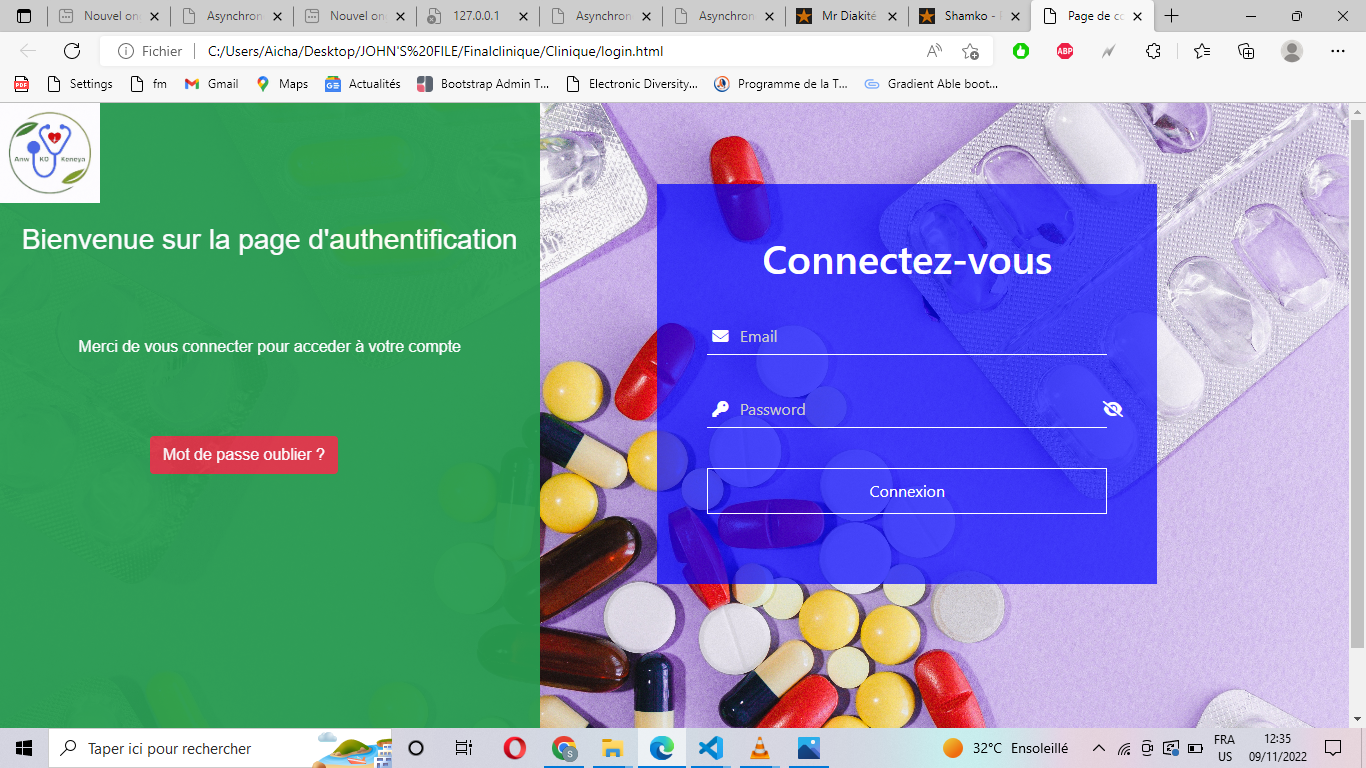 Nouvel on
Asynchron
Nouvel on
127.0.0.1
Asynchron
Asynchron
Mr Diakité
Shamko - F
Page de co
Fichier
C:/Users/Aicha/Desktop/JOHN'S%20FILE/Finalclinique/Clinique/login.html
ABP
PDF
Settings
fm
Gmail
Maps
Actualités
Bootstrap Admin T...
Electronic Diversity...
Programme de la T...
Gradient Able boot...
Anw KO Keneya
Bienvenue sur la page d'authentification
Merci de vous connecter pour acceder à votre compte
Mot de passe oublier ?
Connectez-vous
Email
Password
Connexion
Taper ici pour rechercher
S
32°C Ensoleillé
FRA
US
12:35
09/11/2022